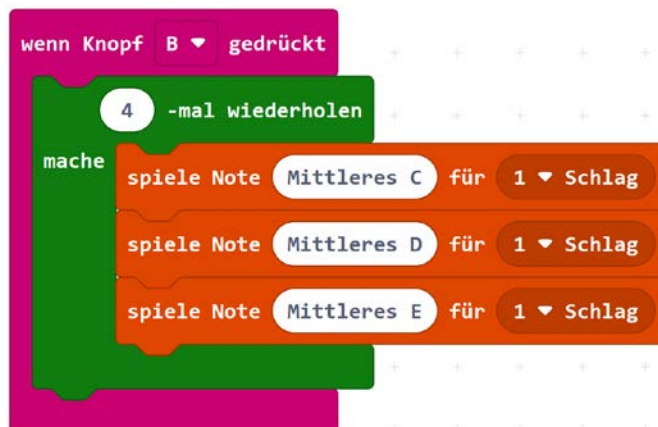 wenn Knopf B gedrückt
4 -mal wiederholen
mache
spiele Note Mittleres C für 1 Schlag
spiele Note Mittleres D für 1 Schlag
spiele Note Mittleres E für 1 Schlag